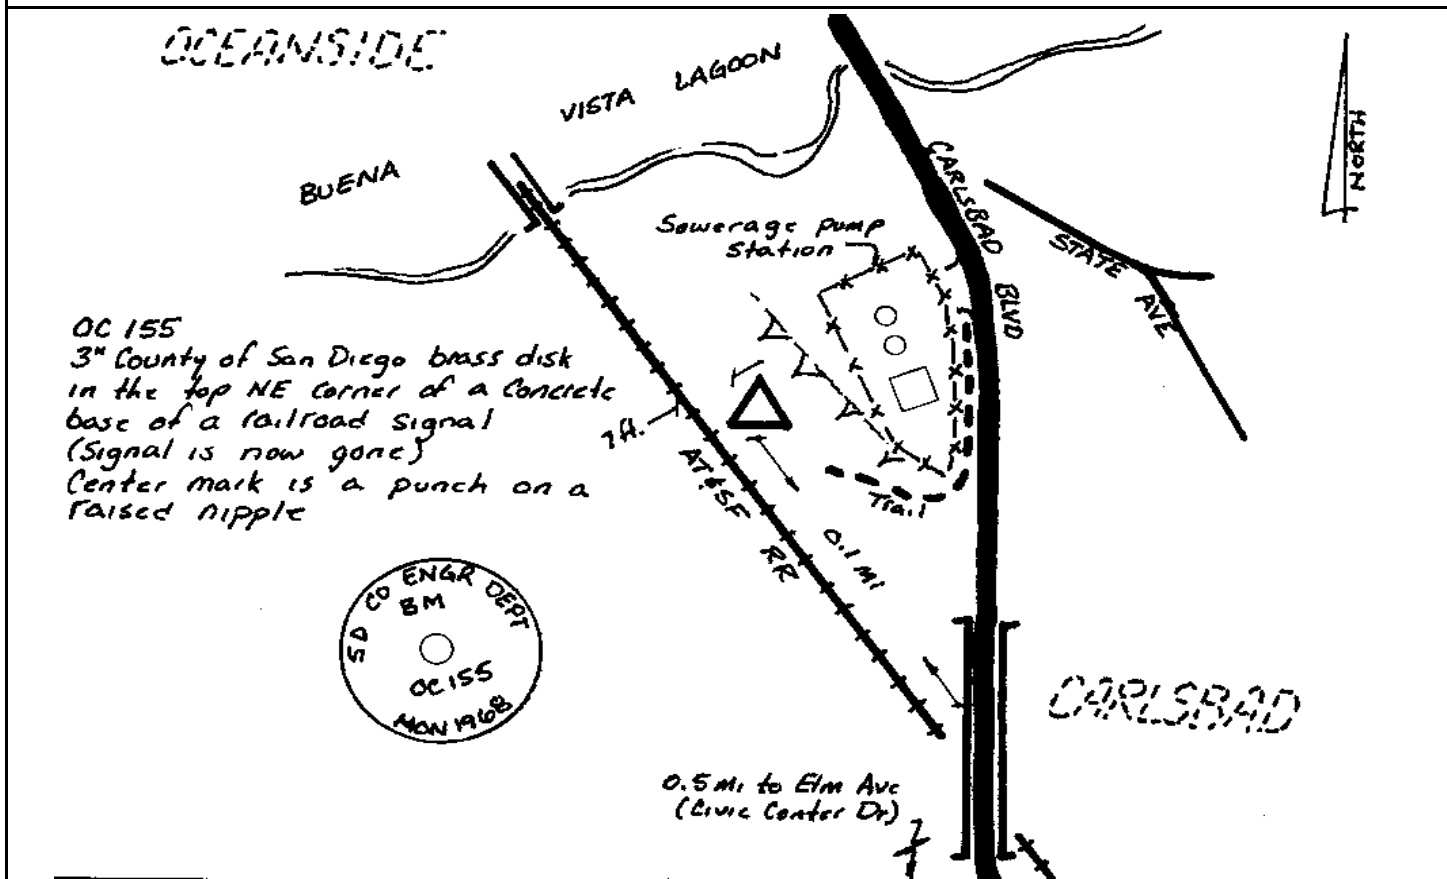 OCEANSIDE
VISTA LAGOON
BUENA
NORTH
CARLSBAD BLVD
STATE AVE
Sewerage pump
station
OC 155
3" County of San Diego brass disk
in the top NE corner of a Concrete
base of a railroad signal
(Signal is now gone)
Center mark is a punch on a
raised nipple
7ft.
AT&SF RR
Trail
0.1 Mi
SD CO ENGR DEPT
BM
OC 155
MON 1968
CARLSBAD
0.5 mi to Elm Ave
(Civic Center Dr)